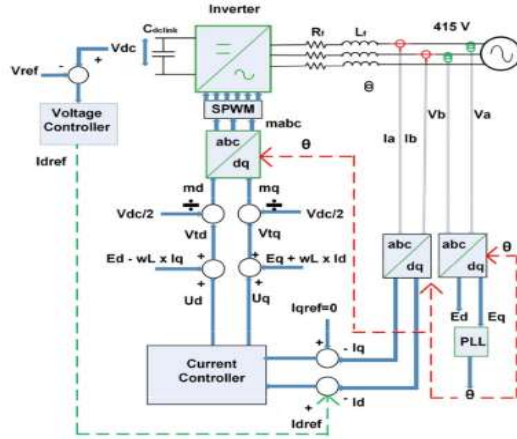 Inverter
Cdclink
Vdc
Rf
Lf
415 V
Vref
-
+
θ
SPWM
Voltage Controller
mabc
Ia
Ib
Vb
Va
Idref
abc
dq
θ
md
mq
÷
÷
Vdc/2
Vdc/2
Vtd
Vtq
abc
dq
abc
dq
θ
Ed - wL x Iq
+
+
Eq + wL x Id
+
+
Ud
Uq
Iqref=0
Ed
Eq
+
- Iq
PLL
Current Controller
+
- Id
θ
Idref